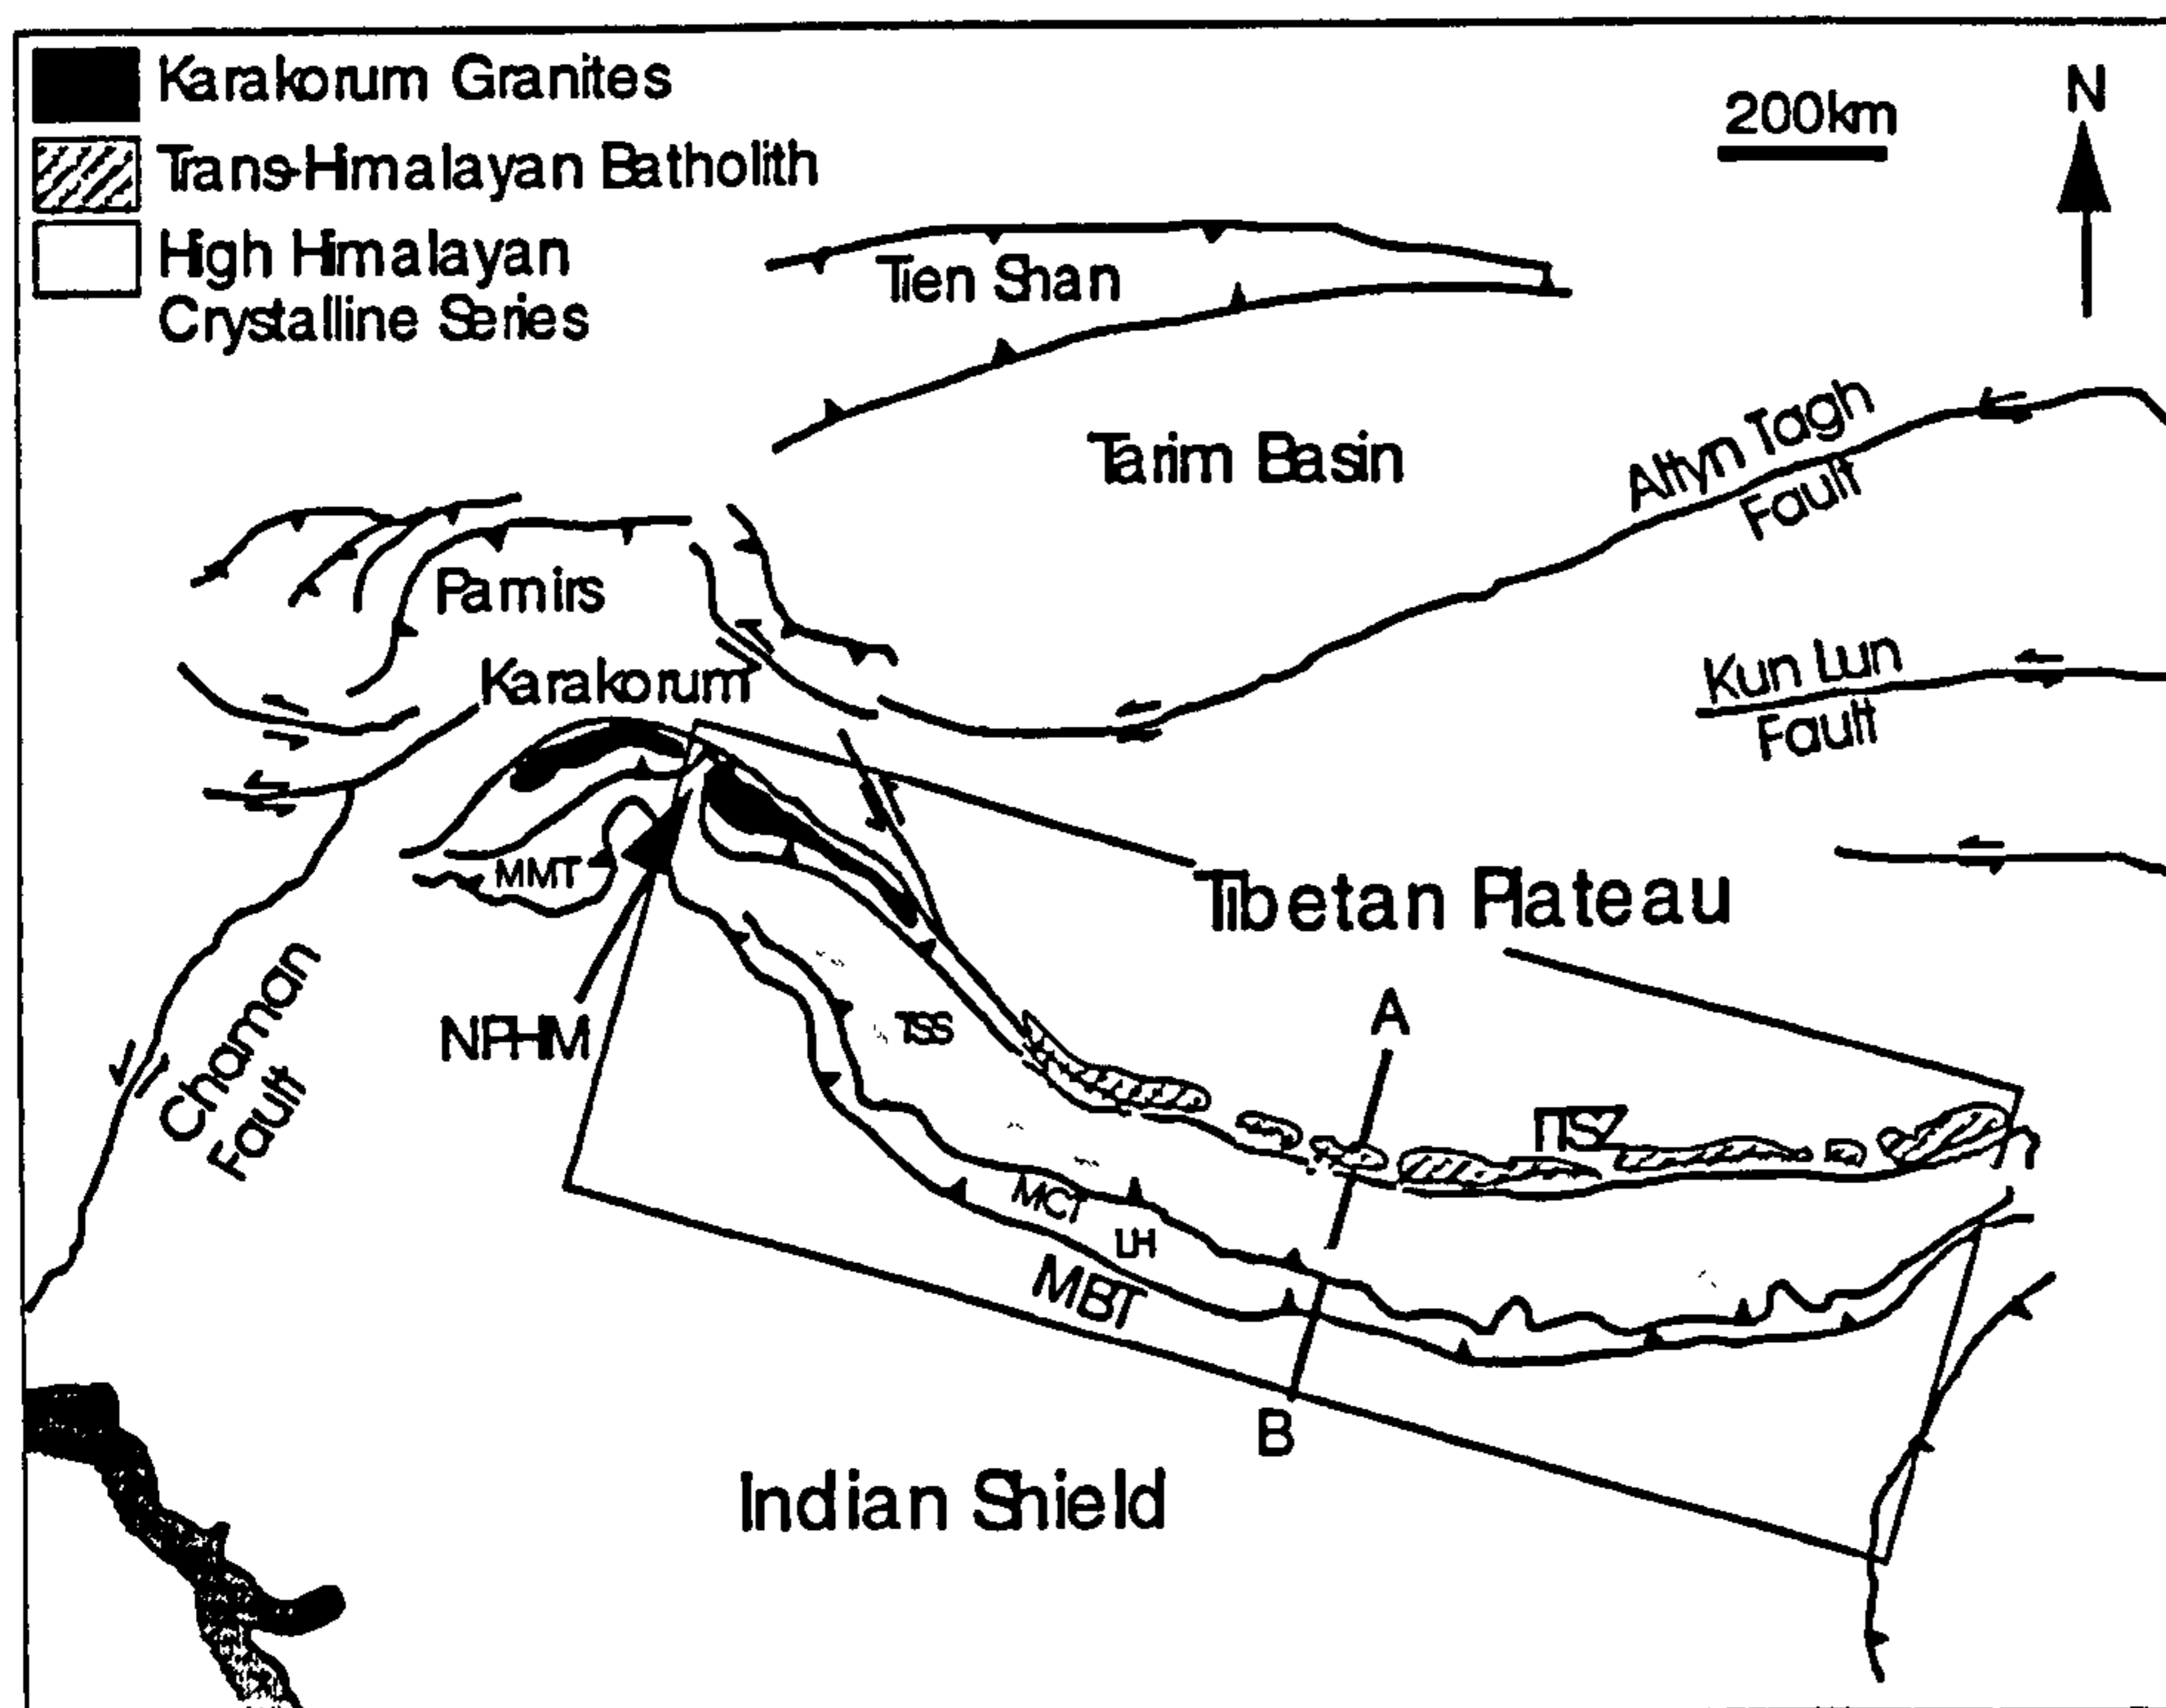 Karakorum Granites
Trans-Himalayan Batholith
High Himalayan
Crystalline Series
200km
N
Tien Shan
Tarim Basin
Altyn Tagh
Fault
Pamirs
Karakorum
Kun Lun
Fault
MMT
Tibetan Plateau
NPHM
TSS
A
Chaman
Fault
ITSZ
MCT
LH
MBT
B
Indian Shield